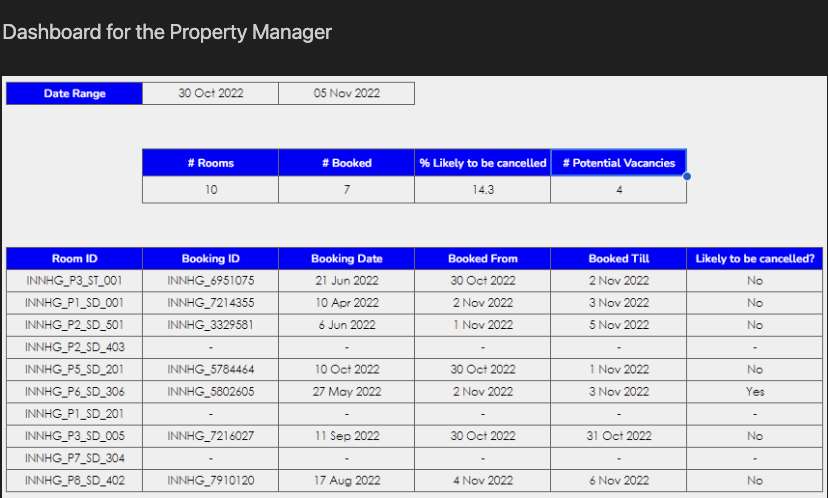 Dashboard for the Property Manager
Date Range 30 Oct 2022 05 Nov 2022
# Rooms # Booked % Likely to be cancelled # Potential Vacancies
10 7 14.3 4
Room ID Booking ID Booking Date Booked From Booked Till Likely to be cancelled?
INNHG_P3_ST_001 INNHG_6951075 21 Jun 2022 30 Oct 2022 2 Nov 2022 No
INNHG_P1_SD_001 INNHG_7214355 10 Apr 2022 2 Nov 2022 3 Nov 2022 No
INNHG_P2_SD_501 INNHG_3329581 6 Jun 2022 1 Nov 2022 5 Nov 2022 No
INNHG_P2_SD_403 - - - - -
INNHG_P5_SD_201 INNHG_5784464 10 Oct 2022 30 Oct 2022 1 Nov 2022 No
INNHG_P6_SD_306 INNHG_5802605 27 May 2022 2 Nov 2022 3 Nov 2022 Yes
INNHG_P1_SD_201 - - - - -
INNHG_P3_SD_005 INNHG_7216027 11 Sep 2022 30 Oct 2022 31 Oct 2022 No
INNHG_P7_SD_304 - - - - -
INNHG_P8_SD_402 INNHG_7910120 17 Aug 2022 4 Nov 2022 6 Nov 2022 No